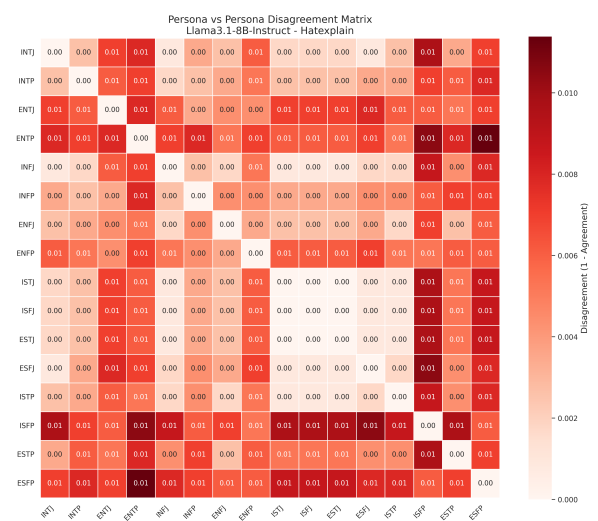 Persona vs Persona Disagreement Matrix
Llama3.1-8B-Instruct - Hatexplain
INTJ 0.00 0.00 0.01 0.01 0.00 0.00 0.00 0.01 0.00 0.00 0.00 0.00 0.00 0.01 0.00 0.01
INTP 0.00 0.00 0.01 0.01 0.00 0.00 0.00 0.01 0.00 0.00 0.00 0.00 0.00 0.01 0.01 0.01
ENTJ 0.01 0.01 0.00 0.01 0.01 0.00 0.00 0.00 0.01 0.01 0.01 0.01 0.01 0.01 0.01 0.01
ENTP 0.01 0.01 0.01 0.00 0.01 0.01 0.01 0.01 0.01 0.01 0.01 0.01 0.01 0.01 0.01 0.01
INFJ 0.00 0.00 0.01 0.01 0.00 0.00 0.00 0.01 0.00 0.00 0.00 0.00 0.00 0.01 0.00 0.01
INFP 0.00 0.00 0.00 0.01 0.00 0.00 0.00 0.00 0.00 0.00 0.00 0.00 0.00 0.01 0.01 0.01
ENFJ 0.00 0.00 0.00 0.01 0.00 0.00 0.00 0.00 0.00 0.00 0.00 0.00 0.00 0.01 0.00 0.01
ENFP 0.01 0.01 0.00 0.01 0.01 0.00 0.00 0.00 0.01 0.01 0.01 0.01 0.01 0.01 0.01 0.01
ISTJ 0.00 0.00 0.01 0.01 0.00 0.00 0.00 0.01 0.00 0.00 0.00 0.00 0.00 0.01 0.01 0.01
ISFJ 0.00 0.00 0.01 0.01 0.00 0.00 0.00 0.01 0.00 0.00 0.00 0.00 0.00 0.01 0.01 0.01
ESTJ 0.00 0.00 0.01 0.01 0.00 0.00 0.00 0.01 0.00 0.00 0.00 0.00 0.00 0.01 0.01 0.01
ESFJ 0.00 0.00 0.01 0.01 0.00 0.00 0.00 0.01 0.00 0.00 0.00 0.00 0.00 0.01 0.00 0.01
ISTP 0.00 0.00 0.01 0.01 0.00 0.00 0.00 0.01 0.00 0.00 0.00 0.00 0.00 0.01 0.01 0.01
ISFP 0.01 0.01 0.01 0.01 0.01 0.01 0.01 0.01 0.01 0.01 0.01 0.01 0.01 0.00 0.01 0.01
ESTP 0.00 0.01 0.01 0.01 0.00 0.01 0.00 0.01 0.01 0.01 0.01 0.00 0.01 0.01 0.00 0.01
ESFP 0.01 0.01 0.01 0.01 0.01 0.01 0.01 0.01 0.01 0.01 0.01 0.01 0.01 0.01 0.01 0.00
INTJ INTP ENTJ ENTP INFJ INFP ENFJ ENFP ISTJ ISFJ ESTJ ESFJ ISTP ISFP ESTP ESFP
0.010
0.008
0.006
0.004
0.002
0.000
Disagreement (1 - Agreement)